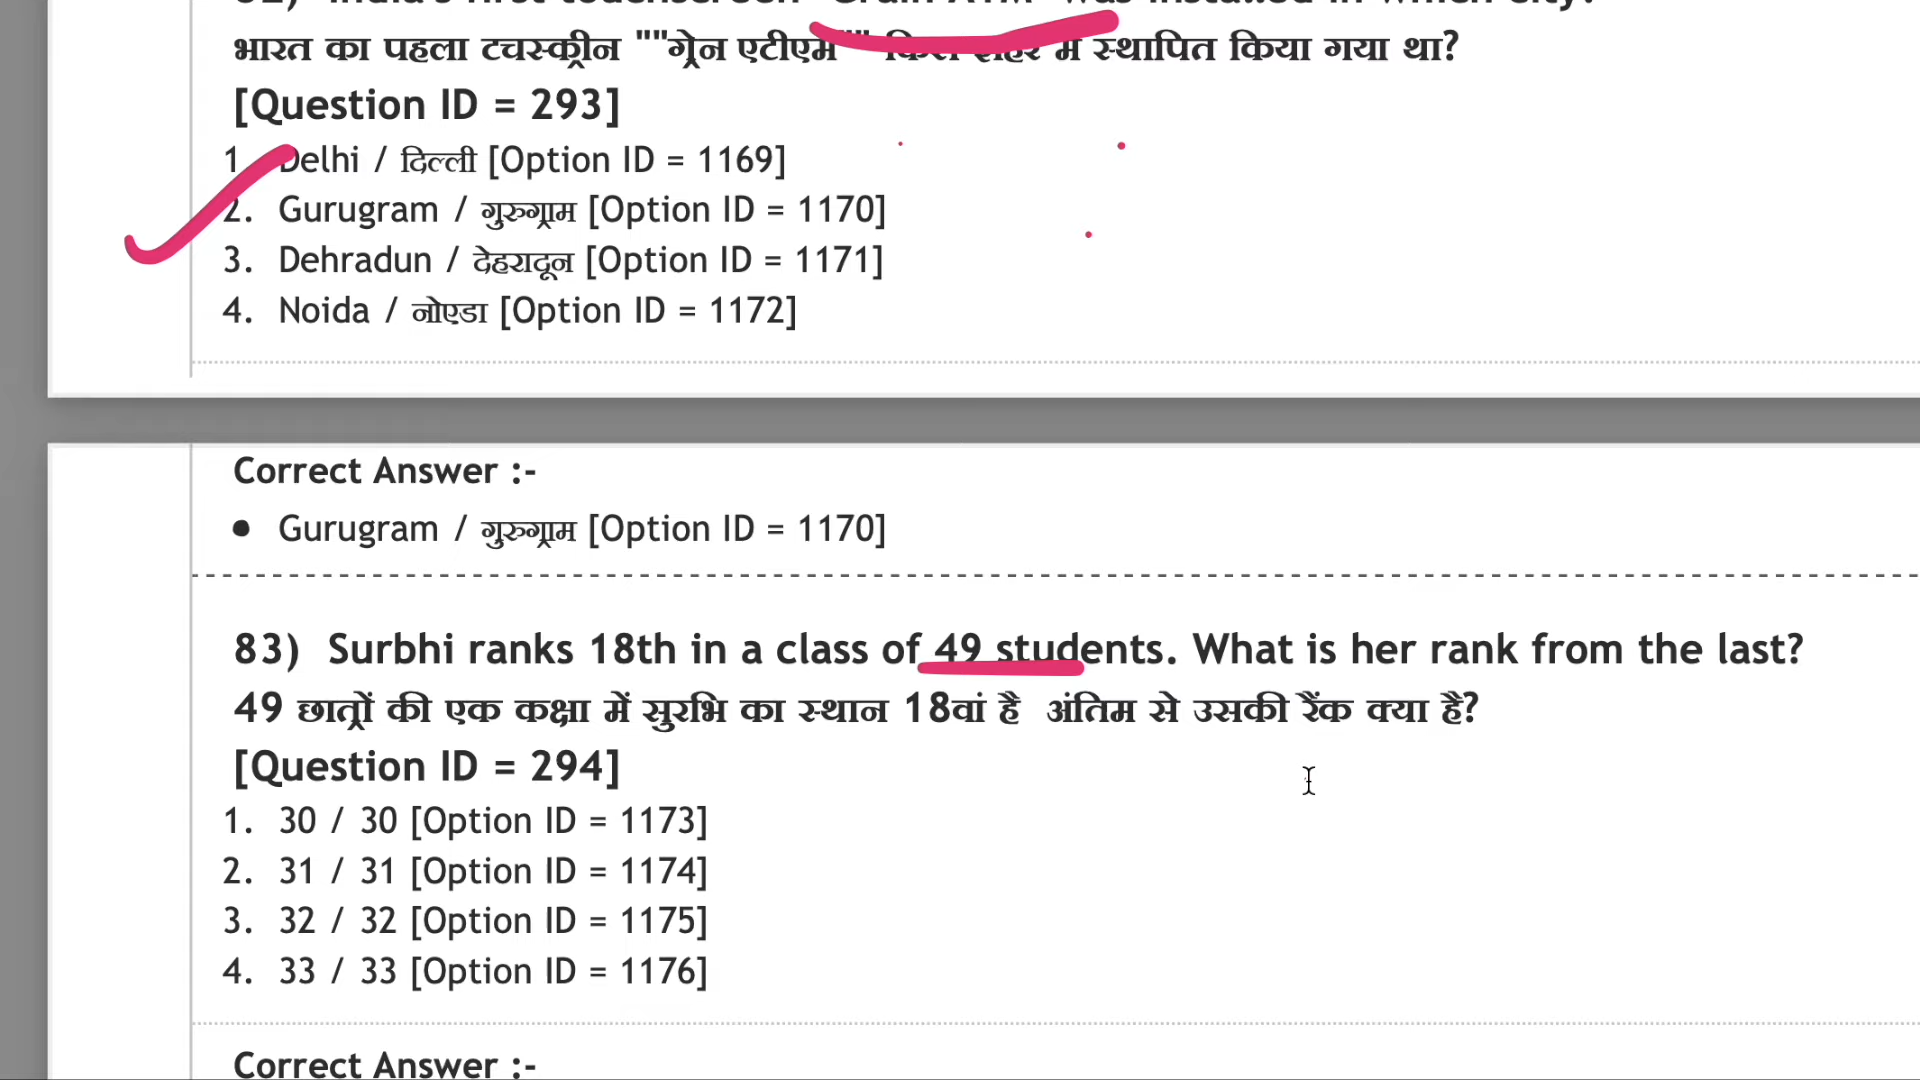 भारत का पहला टचस्क्रीन ""ग्रेन एटीएम"" किस शहर में स्थापित किया गया था?
[Question ID = 293]
1. Delhi / दिल्ली [Option ID = 1169]
2. Gurugram / गुरुग्राम [Option ID = 1170]
3. Dehradun / देहरादून [Option ID = 1171]
4. Noida / नोएडा [Option ID = 1172]
Correct Answer :-
• Gurugram / गुरुग्राम [Option ID = 1170]
83) Surbhi ranks 18th in a class of 49 students. What is her rank from the last?
49 छात्रों की एक कक्षा में सुरभि का स्थान 18वां है अंतिम से उसकी रैंक क्या है?
[Question ID = 294]
1. 30 / 30 [Option ID = 1173]
2. 31 / 31 [Option ID = 1174]
3. 32 / 32 [Option ID = 1175]
4. 33 / 33 [Option ID = 1176]
Correct Answer :-